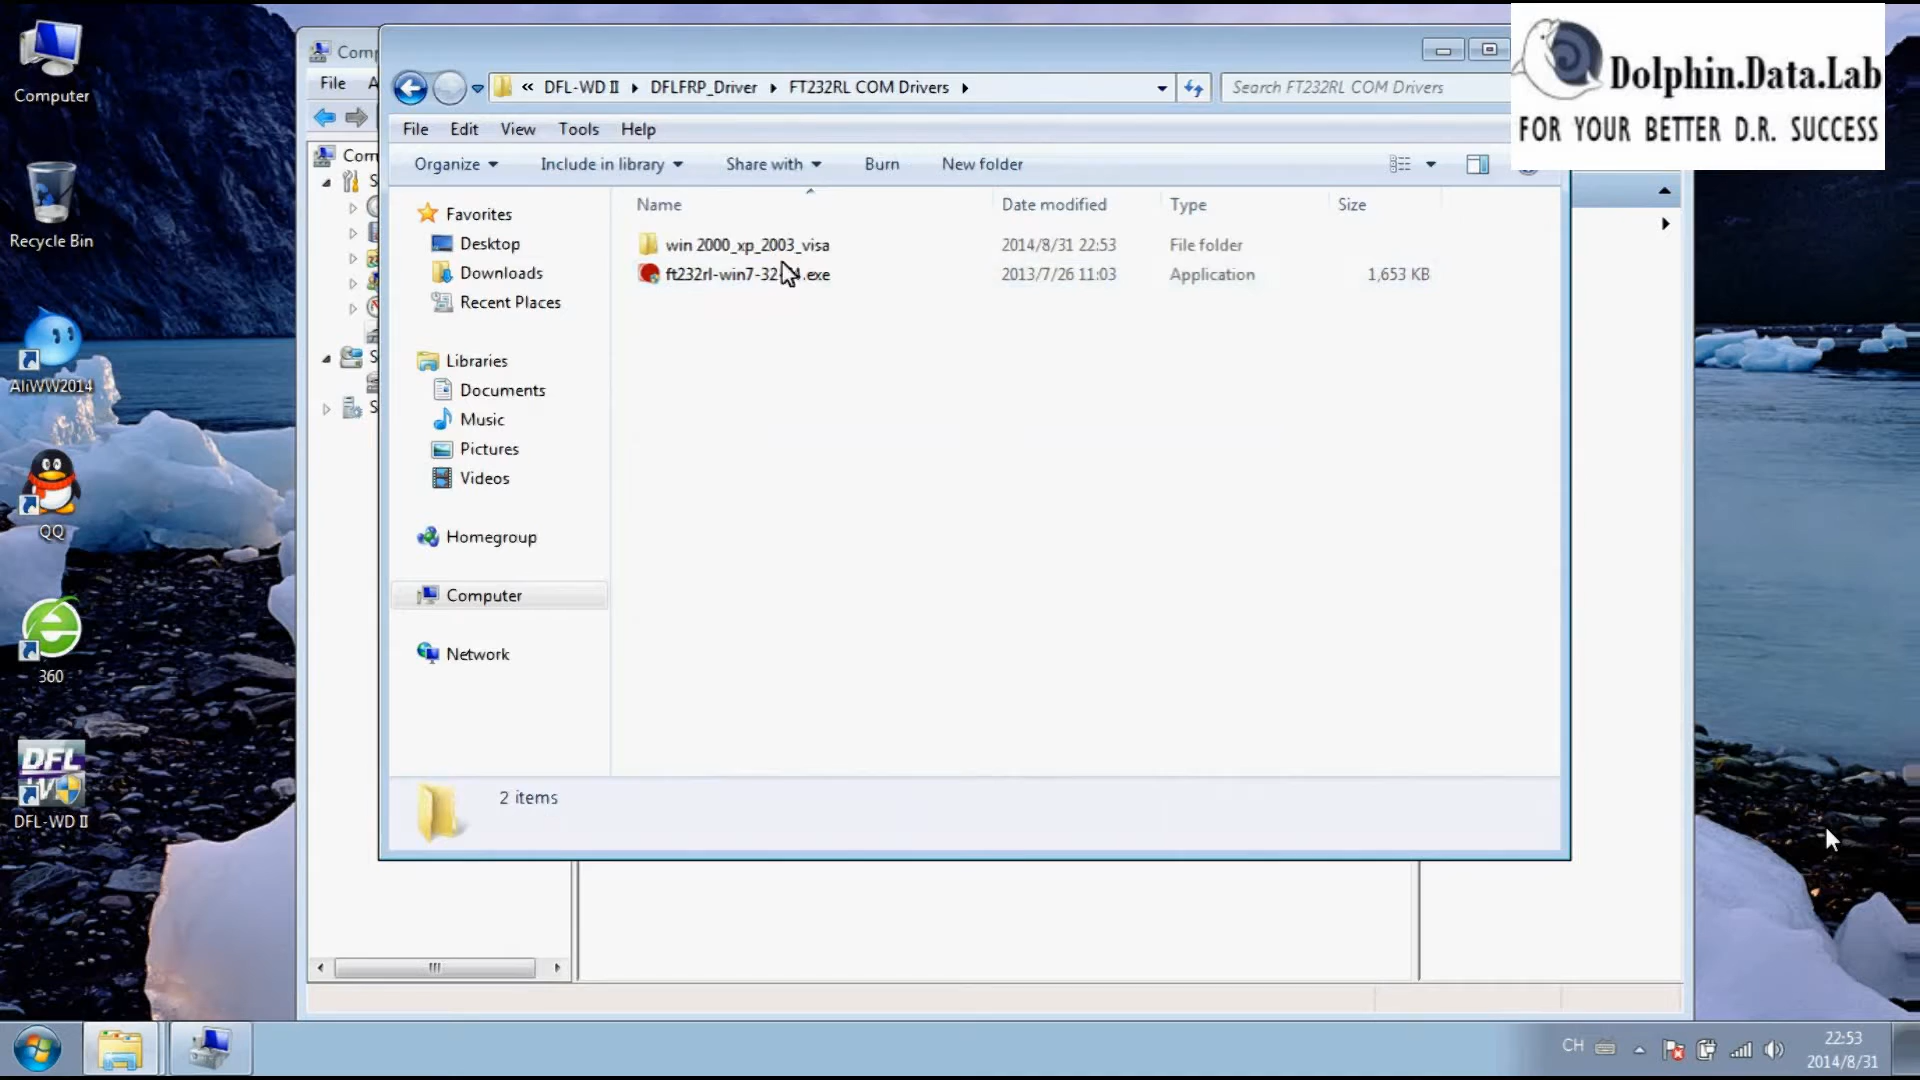 Computer
Recycle Bin
AliWW2014
QQ
360
DFL
DFL-WD II
File
« DFL-WD II ▸ DFLFRP_Driver ▸ FT232RL COM Drivers ▸
Search FT232RL COM Drivers
File Edit View Tools Help
Organize Include in library Share with Burn New folder
Favorites
Desktop
Downloads
Recent Places
Libraries
Documents
Music
Pictures
Videos
Homegroup
Computer
Network
Name Date modified Type Size
win 2000_xp_2003_visa 2014/8/31 22:53 File folder
2013/7/26 11:03 Application 1,653 KB
2 items
Dolphin.Data.Lab
FOR YOUR BETTER D.R. SUCCESS
CH
22:53
2014/8/31